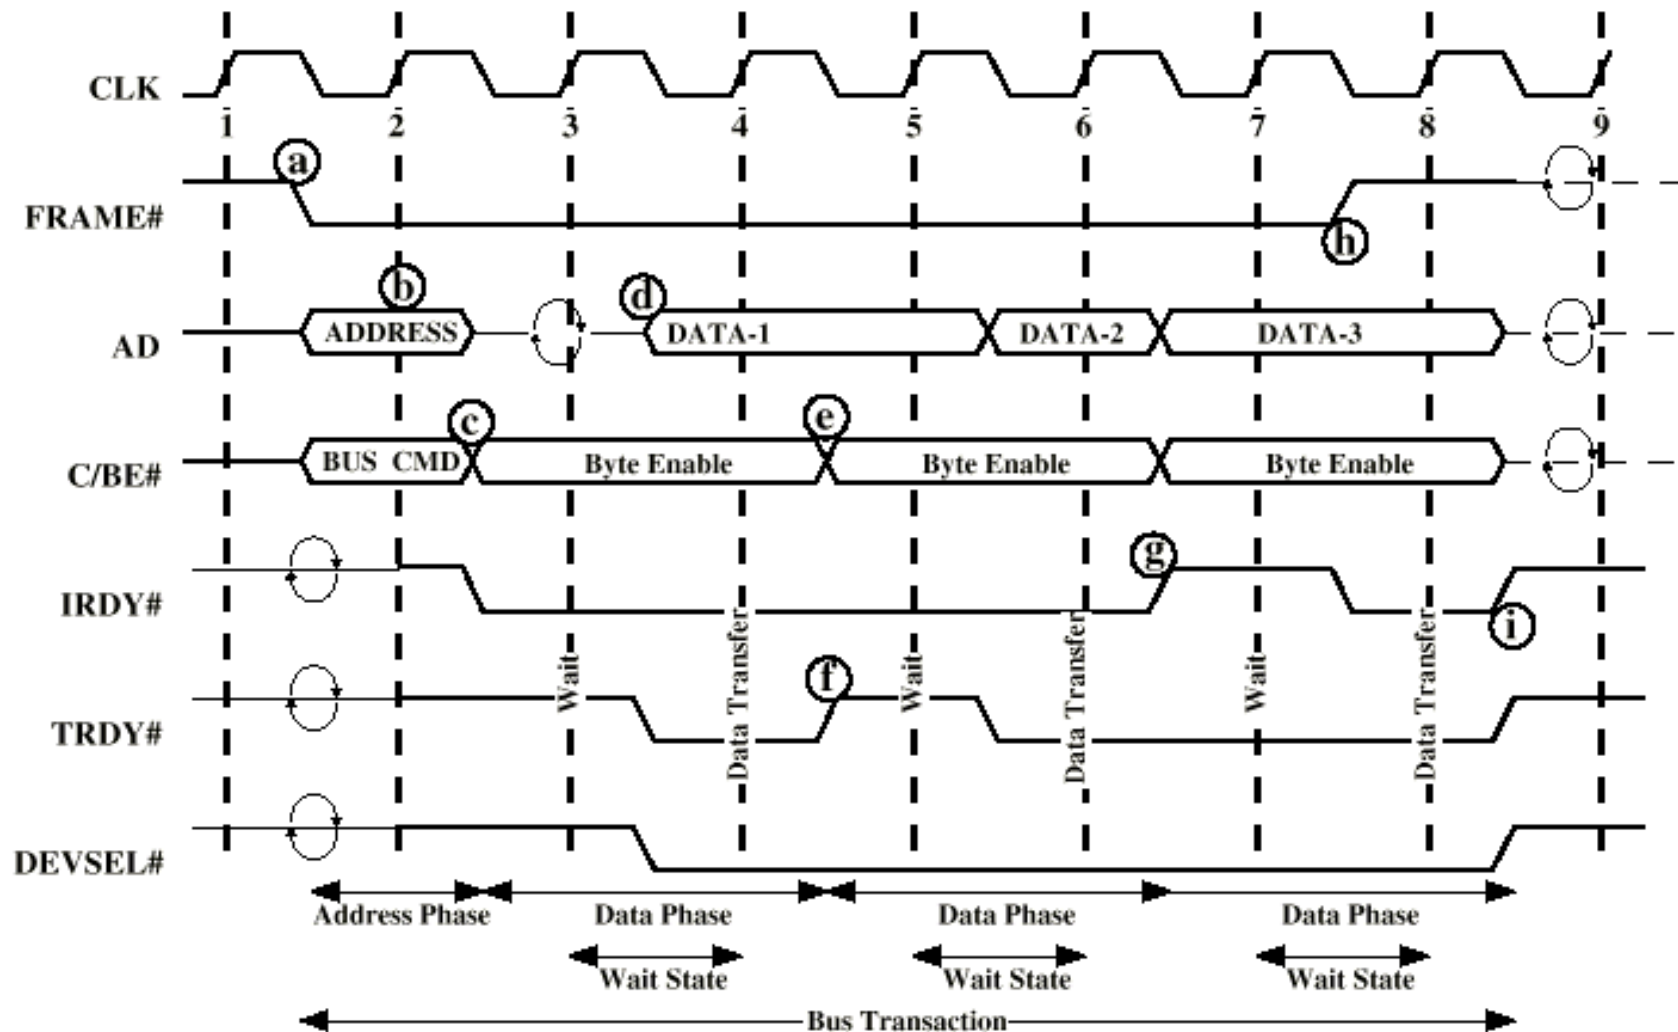 CLK
1 2 3 4 5 6 7 8 9
a
FRAME#
h
b
d
AD
ADDRESS
DATA-1
DATA-2
DATA-3
c
e
C/BE#
BUS CMD
Byte Enable
Byte Enable
Byte Enable
g
IRDY#
i
Wait
Data Transfer
Wait
Data Transfer
Wait
Data Transfer
f
TRDY#
DEVSEL#
Address Phase
Data Phase
Data Phase
Data Phase
Wait State
Wait State
Wait State
Bus Transaction